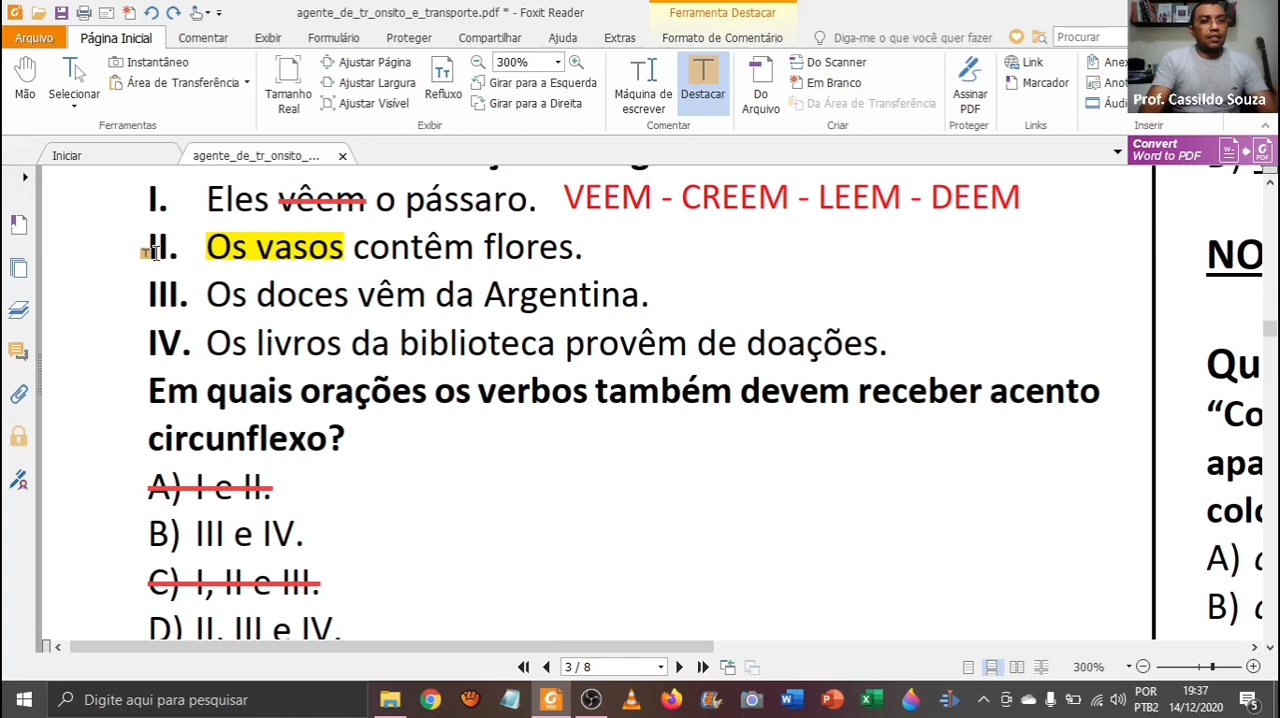 agente_de_tr_onsito_e_transporte.pdf * - Foxit Reader
Ferramenta Destacar
Arquivo
Página Inicial
Comentar
Exibir
Formulário
Proteger
Compartilhar
Ajuda
Extras
Formato de Comentário
Diga-me o que você quer fazer
Procurar
Mão
Selecionar
Instantâneo
Área de Transferência
Ferramentas
Tamanho Real
Ajustar Página
Ajustar Largura
Ajustar Visível
Refluxo
300%
Girar para a Esquerda
Girar para a Direita
Exibir
Máquina de escrever
Destacar
Comentar
Do Arquivo
Do Scanner
Em Branco
Da Área de Transferência
Criar
Assinar PDF
Proteger
Link
Marcador
Links
Inserir
Prof. Cassildo Souza
Iniciar
agente_de_tr_onsito_...
Convert
Word to PDF
I. Eles vêem o pássaro. VEEM - CREEM - LEEM - DEEM
II. Os vasos contêm flores.
III. Os doces vêm da Argentina.
IV. Os livros da biblioteca provêm de doações.
Em quais orações os verbos também devem receber acento
circunflexo?
A) I e II.
B) III e IV.
C) I, II e III.
D) II, III e IV.
NO
Qu
“Co
apa
colo
A)
B)
3 / 8
300%
Digite aqui para pesquisar
POR
PTB2
19:37
14/12/2020
5